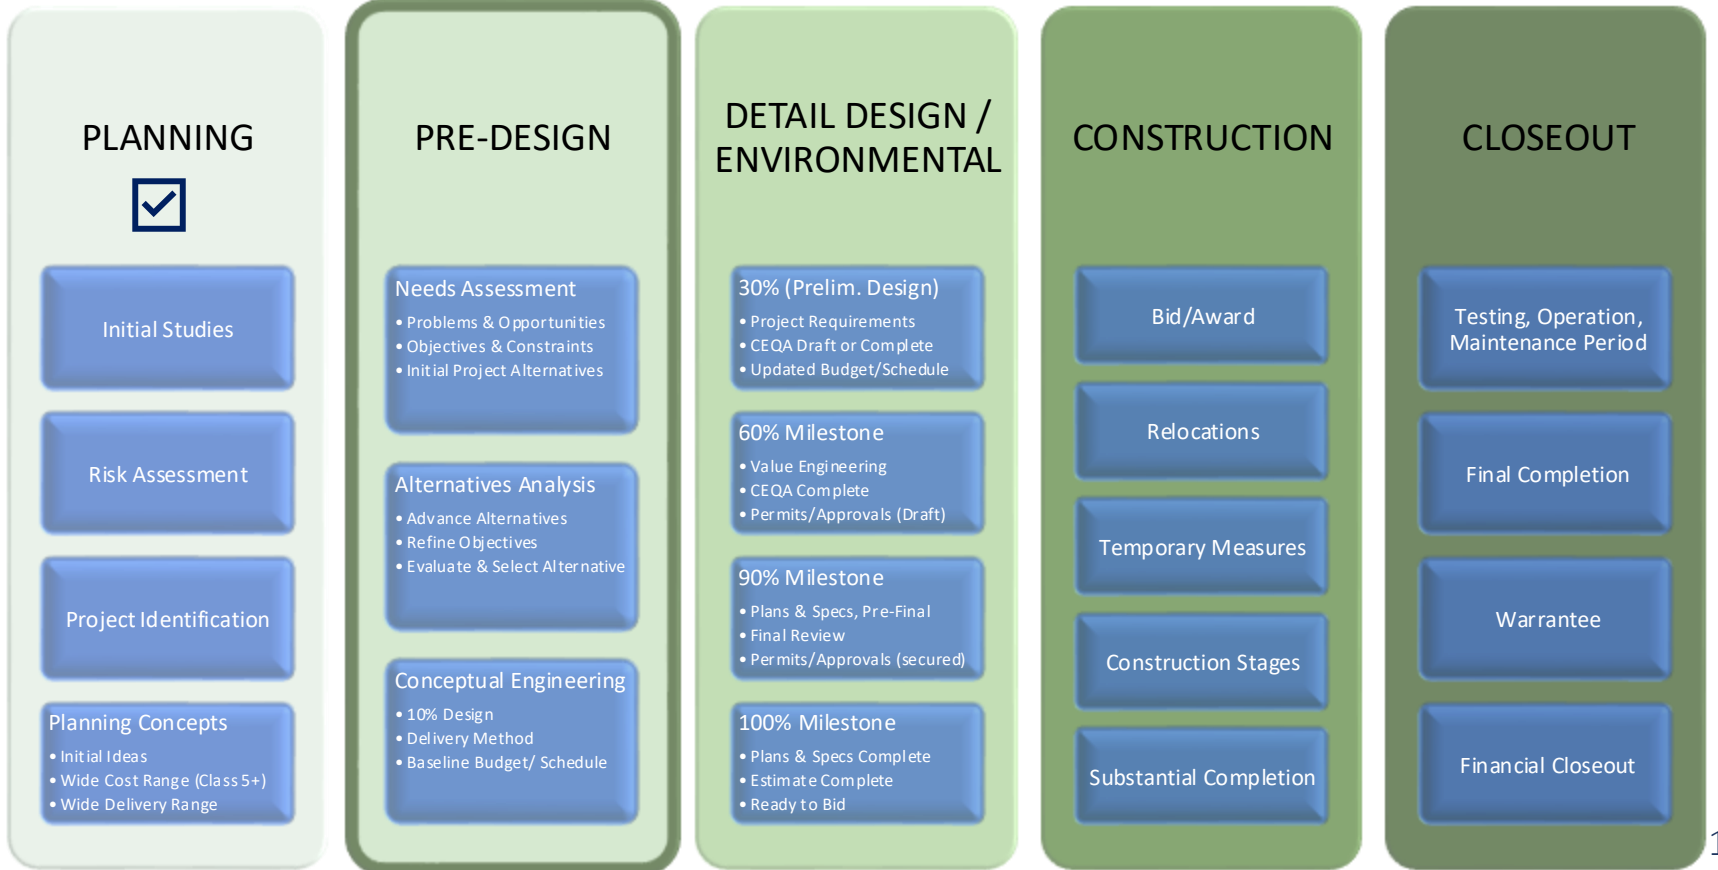 PLANNING
Initial Studies
Risk Assessment
Project Identification
Planning Concepts
• Initial Ideas
• Wide Cost Range (Class 5+)
• Wide Delivery Range
PRE-DESIGN
Needs Assessment
• Problems & Opportunities
• Objectives & Constraints
• Initial Project Alternatives
Alternatives Analysis
• Advance Alternatives
• Refine Objectives
• Evaluate & Select Alternative
Conceptual Engineering
• 10% Design
• Delivery Method
• Baseline Budget/ Schedule
DETAIL DESIGN /
ENVIRONMENTAL
30% (Prelim. Design)
• Project Requirements
• CEQA Draft or Complete
• Updated Budget/Schedule
60% Milestone
• Value Engineering
• CEQA Complete
• Permits/Approvals (Draft)
90% Milestone
• Plans & Specs, Pre-Final
• Final Review
• Permits/Approvals (secured)
100% Milestone
• Plans & Specs Complete
• Estimate Complete
• Ready to Bid
CONSTRUCTION
Bid/Award
Relocations
Temporary Measures
Construction Stages
Substantial Completion
CLOSEOUT
Testing, Operation,
Maintenance Period
Final Completion
Warrantee
Financial Closeout